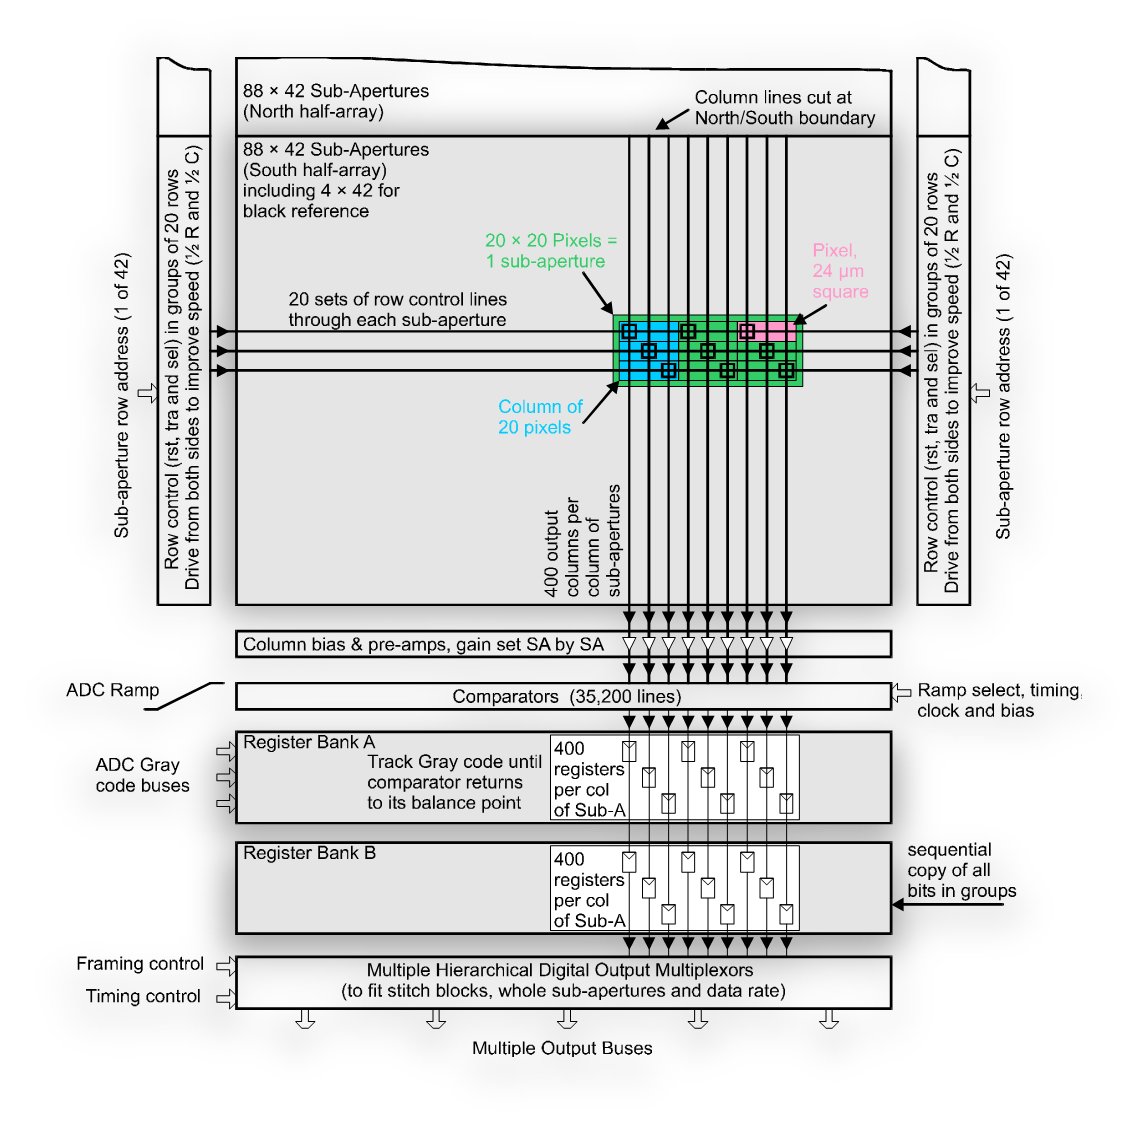 88 × 42 Sub-Apertures
(North half-array)
Column lines cut at
North/South boundary
88 × 42 Sub-Apertures
(South half-array)
including 4 × 42 for
black reference
20 × 20 Pixels =
1 sub-aperture
Pixel,
24 µm
square
20 sets of row control lines
through each sub-aperture
Column of
20 pixels
400 output
columns per
column of
sub-apertures
Sub-aperture row address (1 of 42)
Row control (rst, tra and sel) in groups of 20 rows
Drive from both sides to improve speed (½ R and ½ C)
Row control (rst, tra and sel) in groups of 20 rows
Drive from both sides to improve speed (½ R and ½ C)
Sub-aperture row address (1 of 42)
Column bias & pre-amps, gain set SA by SA
ADC Ramp
Comparators (35,200 lines)
Ramp select, timing,
clock and bias
Register Bank A
Track Gray code until
comparator returns
to its balance point
400
registers
per col
of Sub-A
ADC Gray
code buses
Register Bank B
400
registers
per col
of Sub-A
sequential
copy of all
bits in groups
Framing control
Timing control
Multiple Hierarchical Digital Output Multiplexors
(to fit stitch blocks, whole sub-apertures and data rate)
Multiple Output Buses